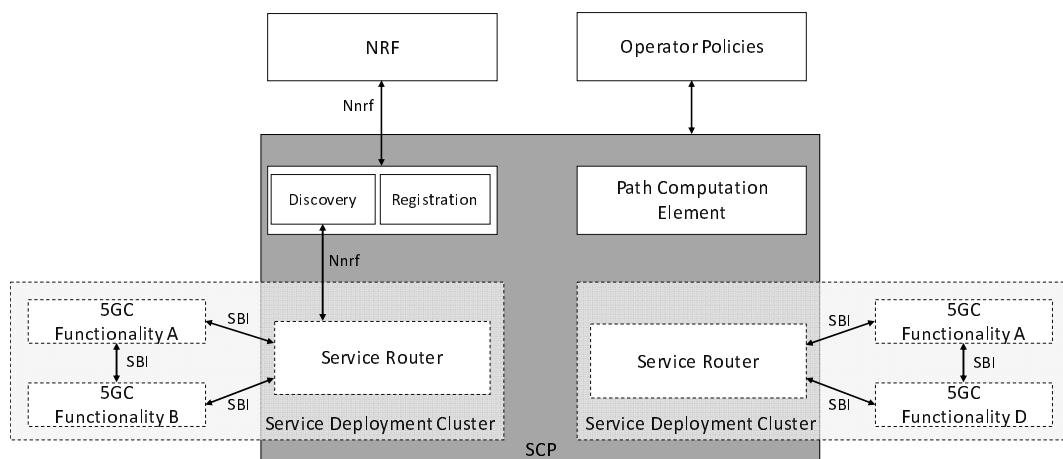 NRF
Operator Policies
Nnrf
Discovery
Registration
Path Computation
Element
Nnrf
5GC
Functionality A
SBI
SBI
5GC
Functionality B
SBI
Service Router
Service Deployment Cluster
Service Router
Service Deployment Cluster
SBI
5GC
Functionality A
SBI
SBI
5GC
Functionality D
SCP